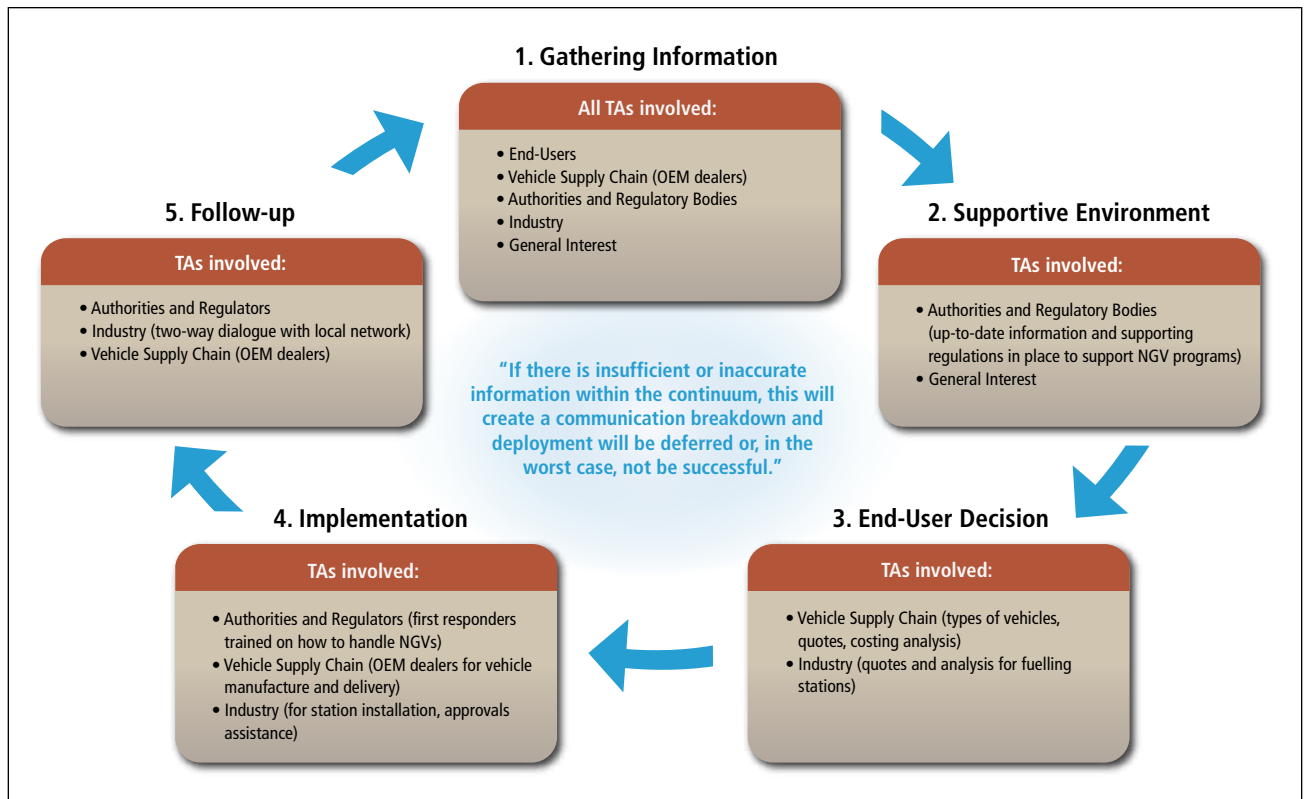 1. Gathering Information
All TAs involved:
• End-Users
• Vehicle Supply Chain (OEM dealers)
• Authorities and Regulatory Bodies
• Industry
• General Interest
2. Supportive Environment
TAs involved:
• Authorities and Regulatory Bodies
(up-to-date information and supporting
regulations in place to support NGV programs)
• General Interest
3. End-User Decision
TAs involved:
• Vehicle Supply Chain (types of vehicles,
quotes, costing analysis)
• Industry (quotes and analysis for fuelling
stations)
4. Implementation
TAs involved:
• Authorities and Regulators (first responders
trained on how to handle NGVs)
• Vehicle Supply Chain (OEM dealers for vehicle
manufacture and delivery)
• Industry (for station installation, approvals
assistance)
5. Follow-up
TAs involved:
• Authorities and Regulators
• Industry (two-way dialogue with local network)
• Vehicle Supply Chain (OEM dealers)
“If there is insufficient or inaccurate
information within the continuum, this will
create a communication breakdown and
deployment will be deferred or, in the
worst case, not be successful.”